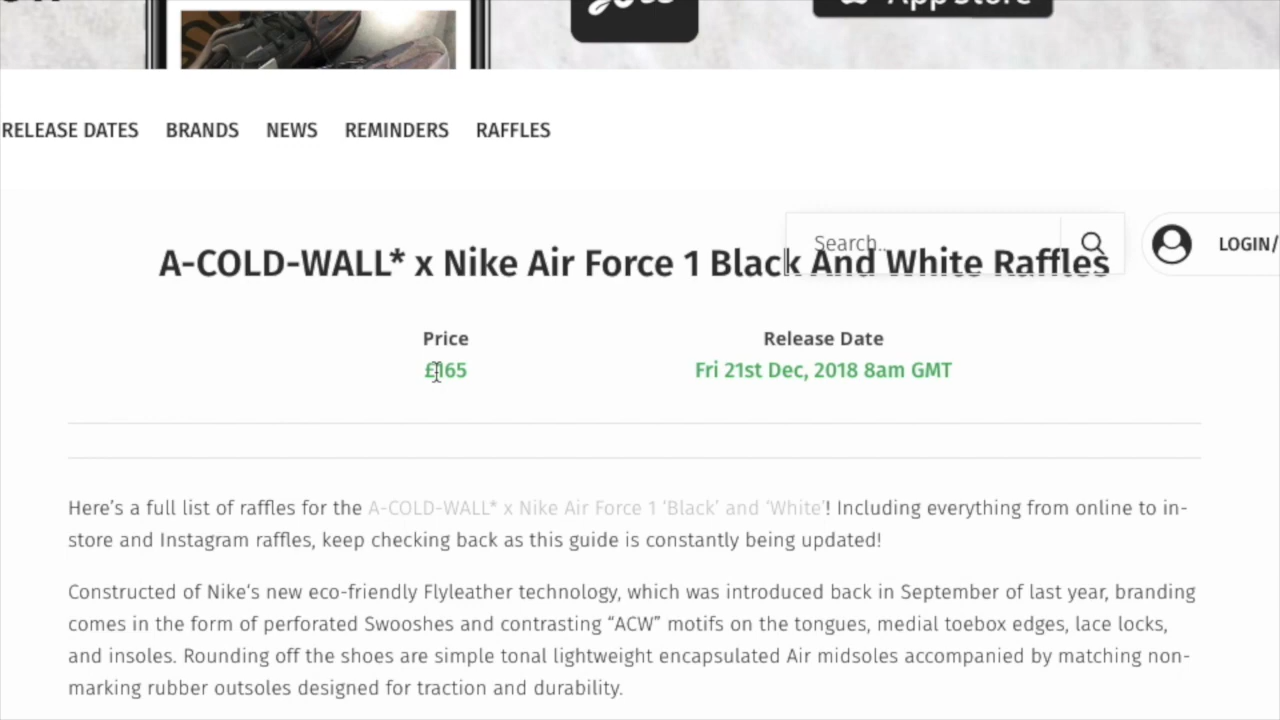 App Store
RELEASE DATES BRANDS NEWS REMINDERS RAFFLES
Search..
LOGIN/
A-COLD-WALL* x Nike Air Force 1 Black And White Raffles
Price
Release Date
£165
Fri 21st Dec, 2018 8am GMT
Here’s a full list of raffles for the A-COLD-WALL* x Nike Air Force 1 ‘Black’ and ‘White’! Including everything from online to in-
store and Instagram raffles, keep checking back as this guide is constantly being updated!
Constructed of Nike‘s new eco-friendly Flyleather technology, which was introduced back in September of last year, branding
comes in the form of perforated Swooshes and contrasting “ACW” motifs on the tongues, medial toebox edges, lace locks,
and insoles. Rounding off the shoes are simple tonal lightweight encapsulated Air midsoles accompanied by matching non-
marking rubber outsoles designed for traction and durability.